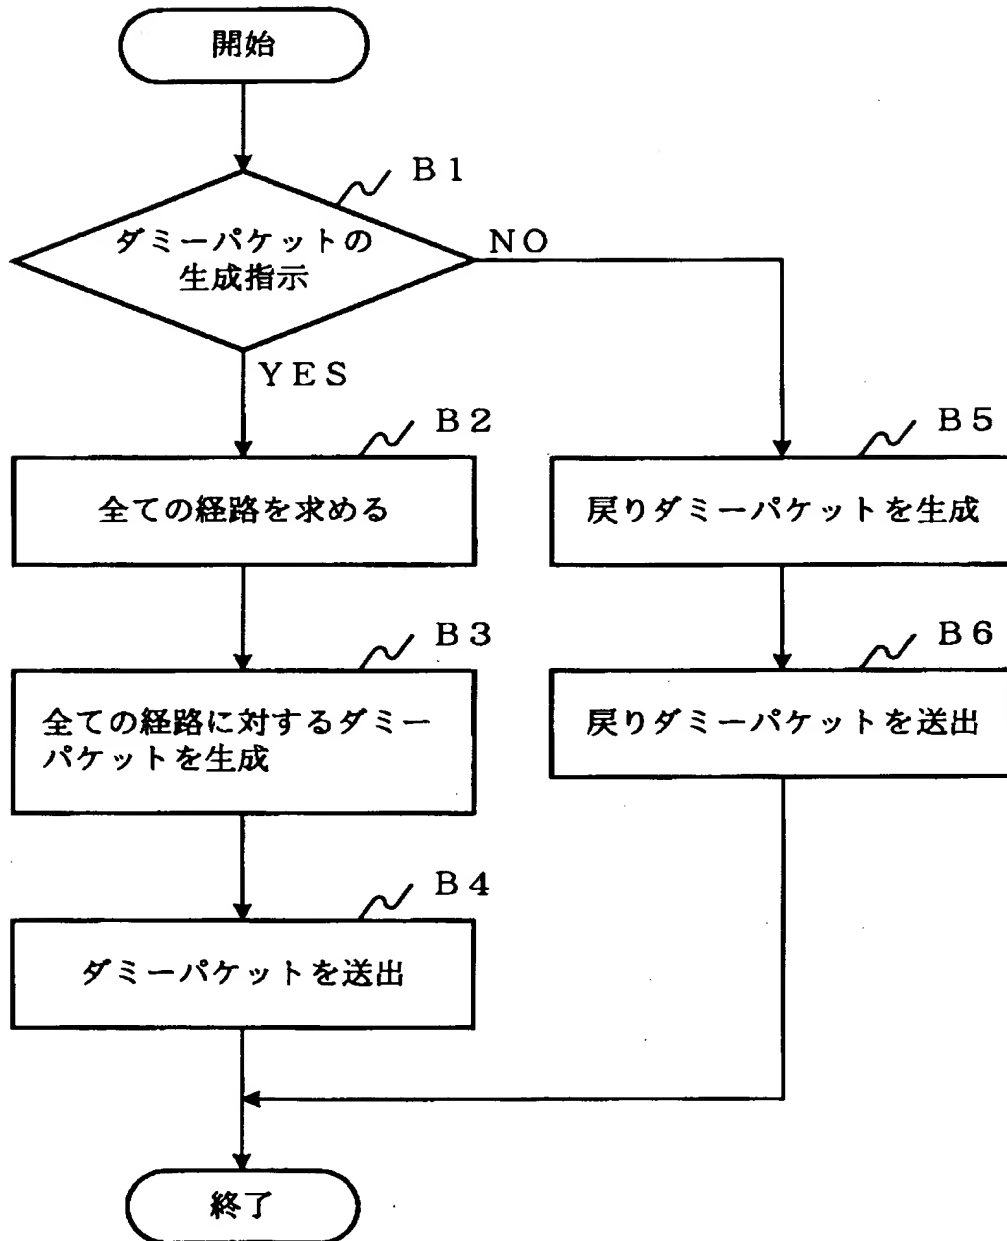 開始
B1
ダミーパケットの
生成指示
NO
YES
B2
全ての経路を求める
B3
全ての経路に対するダミー
パケットを生成
B4
ダミーパケットを送出
B5
戻りダミーパケットを生成
B6
戻りダミーパケットを送出
終了